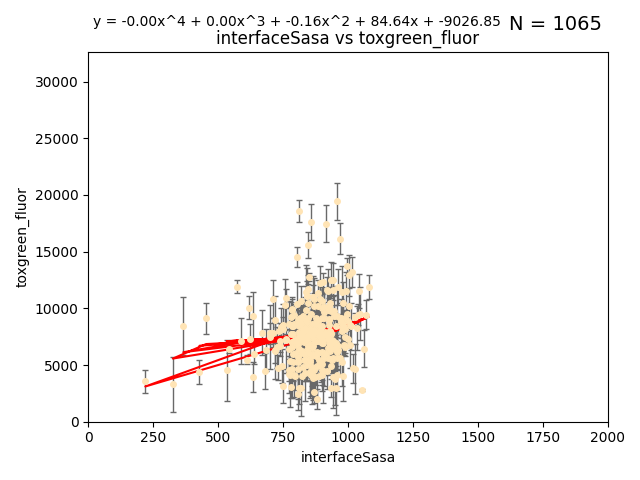 y = -0.00x^4 + 0.00x^3 + -0.16x^2 + 84.64x + -9026.85
N = 1065
interfaceSasa vs toxgreen_fluor
toxgreen_fluor
30000
25000
20000
15000
10000
5000
0
0 250 500 750 1000 1250 1500 1750 2000
interfaceSasa